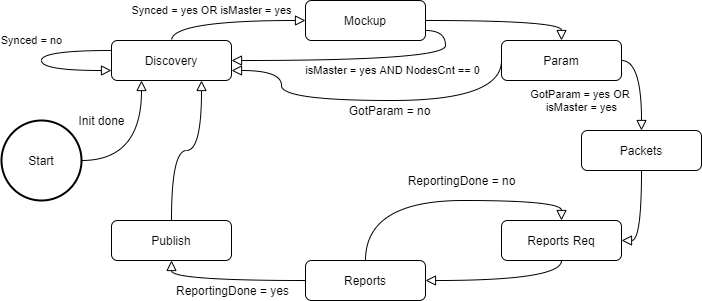 Synced = yes OR isMaster = yes
Mockup
Synced = no
Discovery
isMaster = yes AND NodesCnt == 0
Param
GotParam = yes OR
isMaster = yes
GotParam = no
Init done
Start
Packets
ReportingDone = no
Publish
Reports Req
Reports
ReportingDone = yes